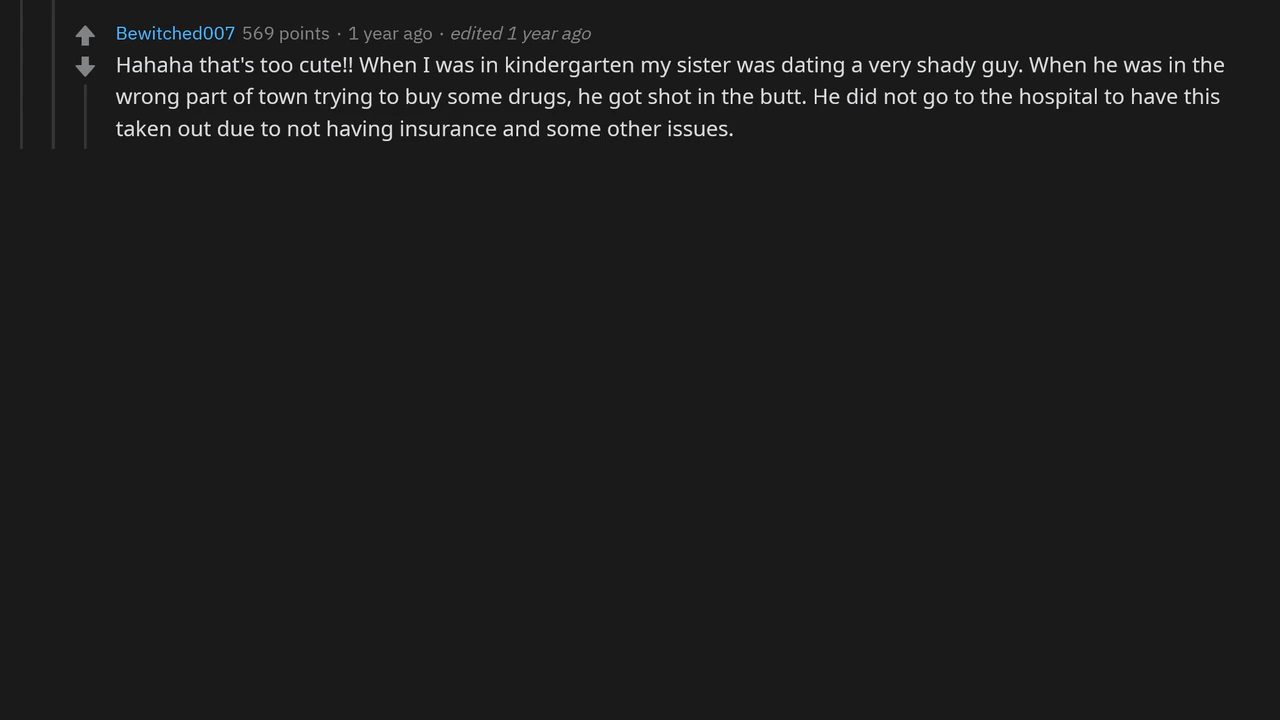 Bewitched007 569 points · 1 year ago · edited 1 year ago
Hahaha that's too cute!! When I was in kindergarten my sister was dating a very shady guy. When he was in the
wrong part of town trying to buy some drugs, he got shot in the butt. He did not go to the hospital to have this
taken out due to not having insurance and some other issues.